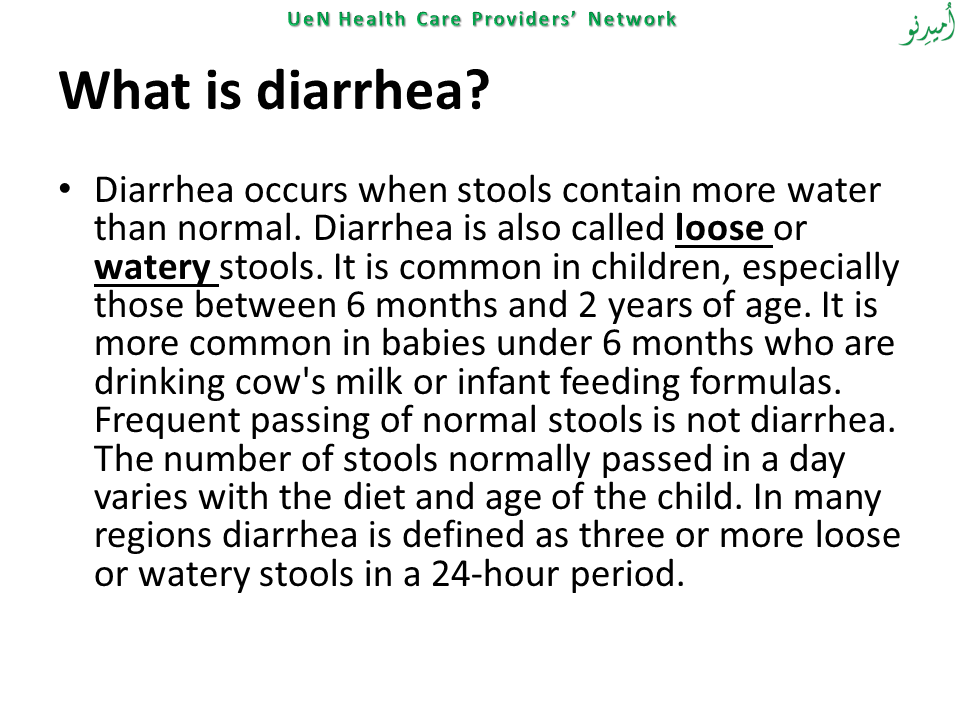 UeN Health Care Providers’ Network
أُميدِنو
What is diarrhea?
• Diarrhea occurs when stools contain more water
than normal. Diarrhea is also called loose or
watery stools. It is common in children, especially
those between 6 months and 2 years of age. It is
more common in babies under 6 months who are
drinking cow's milk or infant feeding formulas.
Frequent passing of normal stools is not diarrhea.
The number of stools normally passed in a day
varies with the diet and age of the child. In many
regions diarrhea is defined as three or more loose
or watery stools in a 24-hour period.